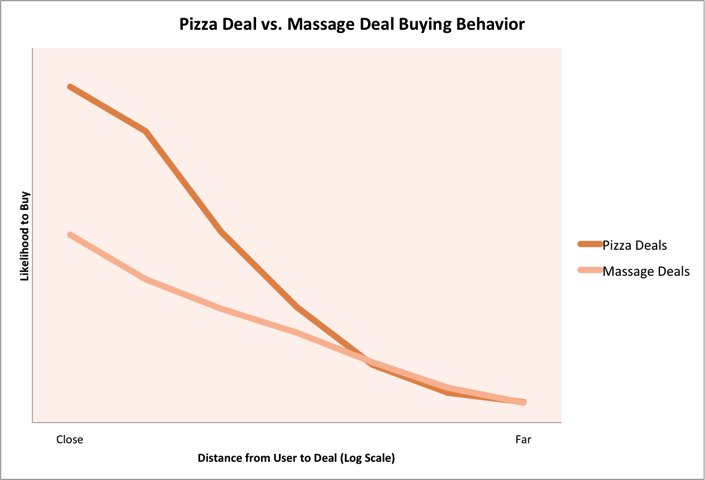 Pizza Deal vs. Massage Deal Buying Behavior
Likelihood to Buy
Pizza Deals
Massage Deals
Close
Far
Distance from User to Deal (Log Scale)